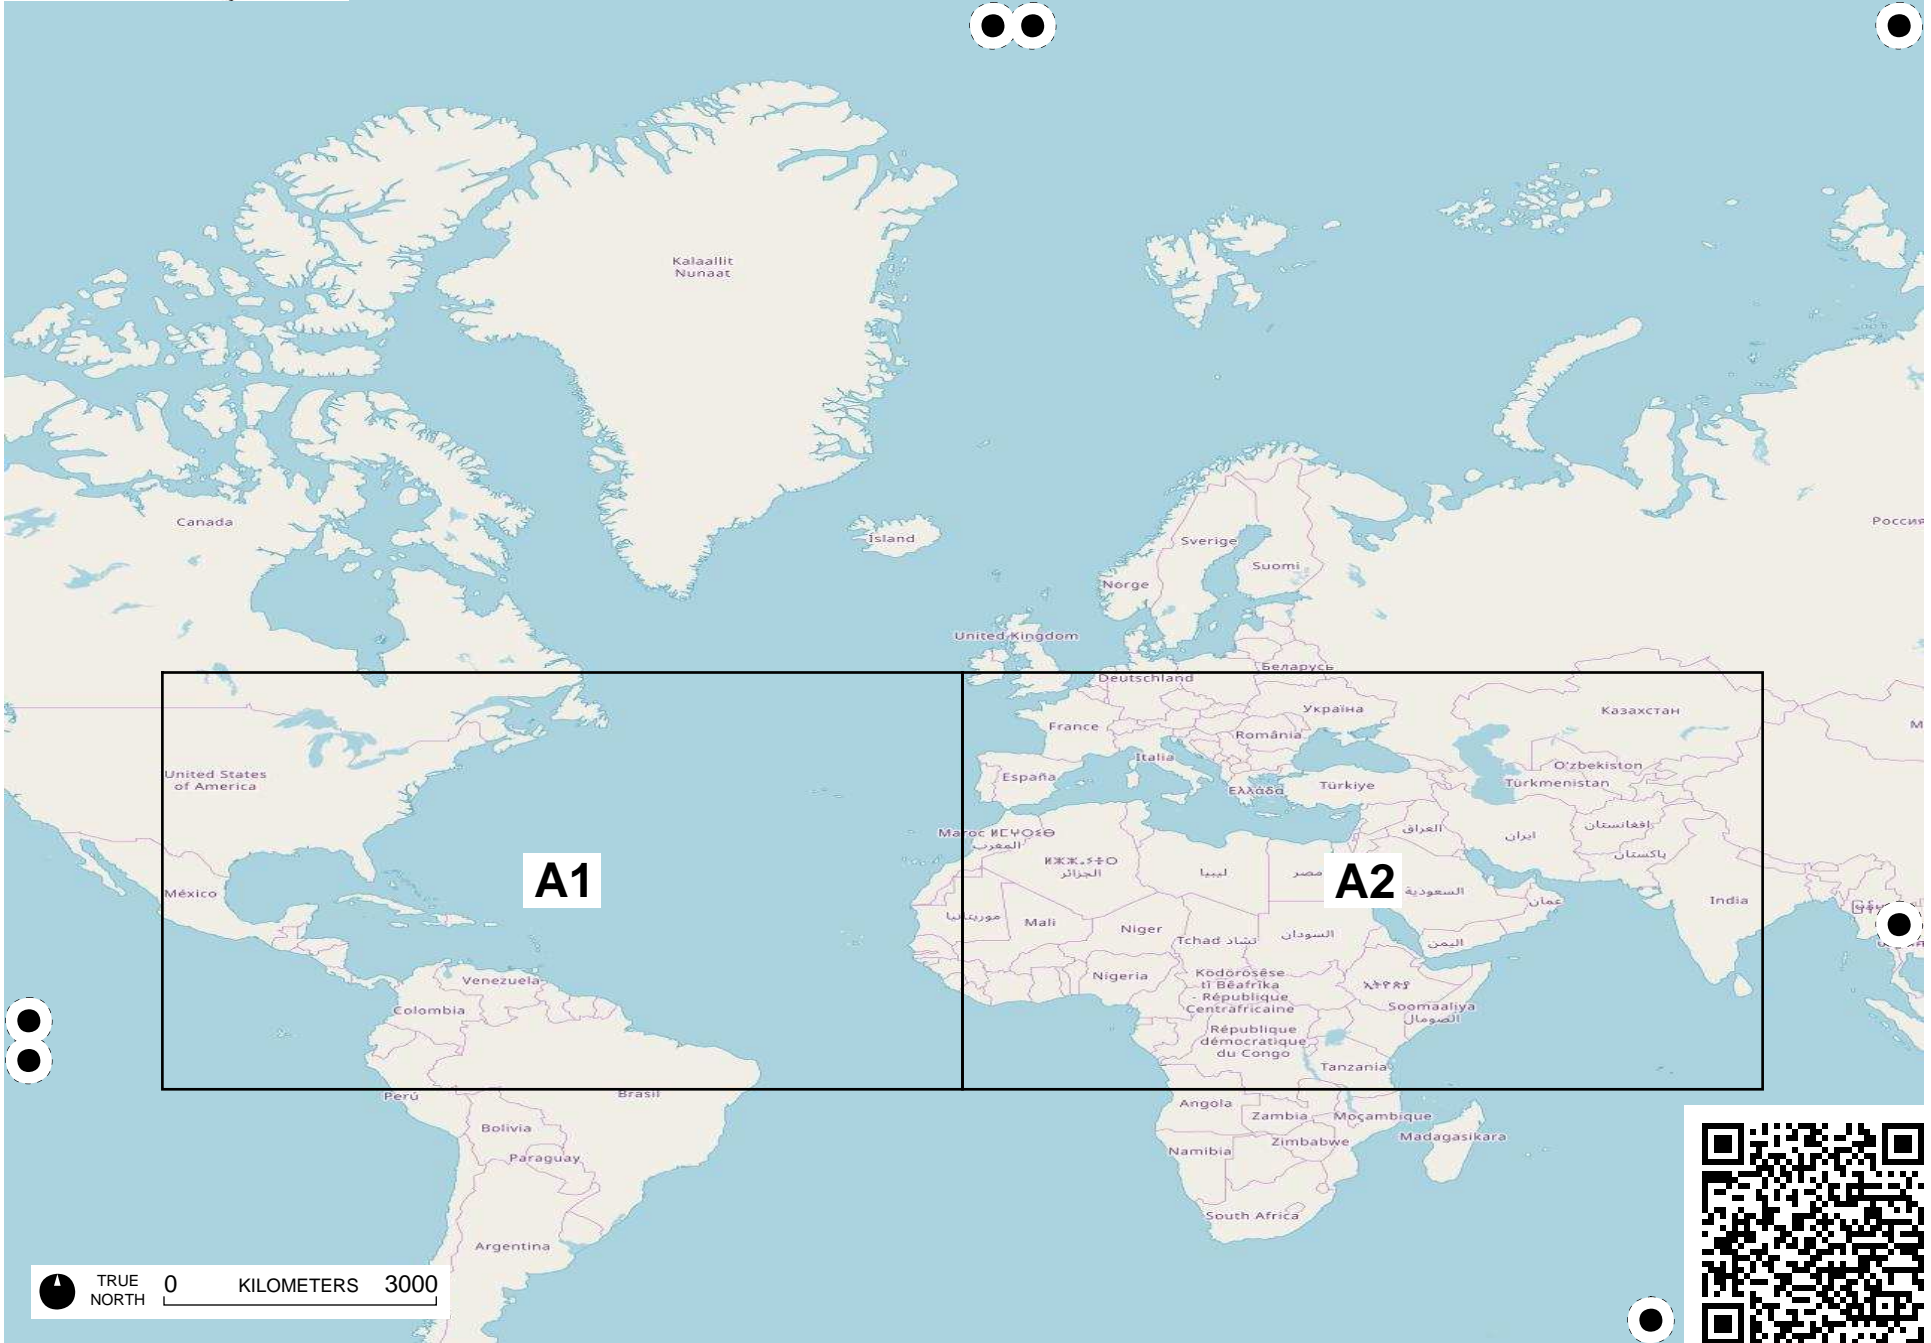 Kalaallit
Nunaat
Canada
Ísland
Sverige
Suomi
Norge
Россия
United Kingdom
Беларусь
Deutschland
Україна
Казахстан
France
România
Italia
España
Ελλάδα
Türkiye
O'zbekiston
Türkmenistan
United States
of America
México
Maroc ⵍⵎⵖⵔⵉⴱ
المغرب
الجزائر
ليبيا
مصر
العراق
ایران
افغانستان
پاکستان
السعودية
عمان
India
A1
A2
موريتانيا
Mali
Niger
Tchad تشاد
السودان
اليمن
Nigeria
Ködörösêse
tî Bêafrîka
- République
Centrafricaine
Soomaaliya
الصومال
République
démocratique
du Congo
Tanzania
Venezuela
Colombia
Perú
Brasil
Bolivia
Paraguay
Argentina
Angola
Zambia
Moçambique
Zimbabwe
Madagasikara
Namibia
South Africa
TRUE
NORTH
0 KILOMETERS 3000